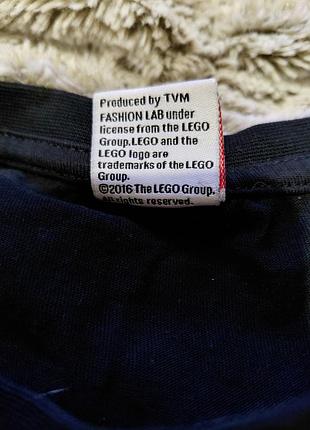 Produced by TVM
FASHION LAB under
license from the LEGO
Group.LEGO and the
LEGO logo are
trademarks of the LEGO
Group.
©2016 The LEGO Group.
All rights reserved.